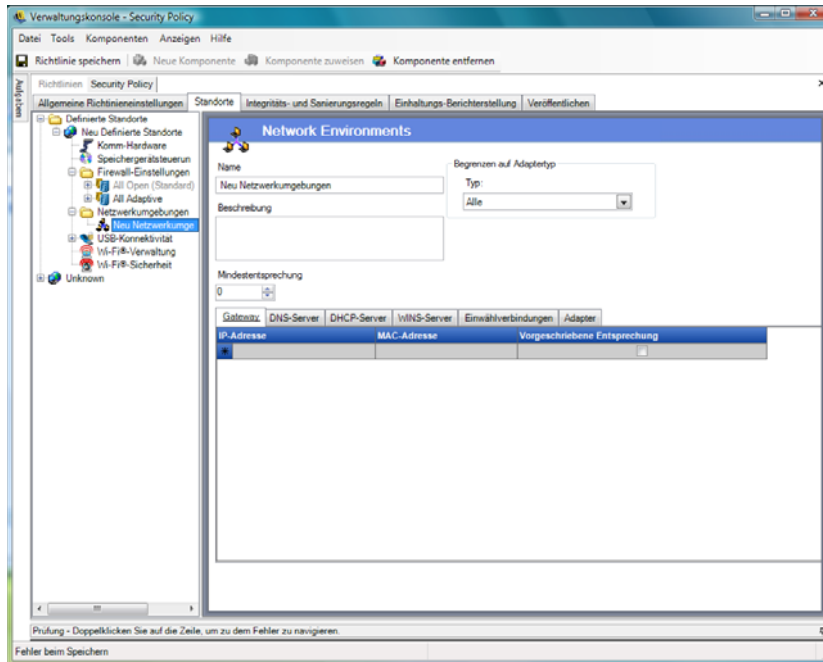 Verwaltungskonsole - Security Policy
Datei Tools Komponenten Anzeigen Hilfe
Richtlinie speichern Neue Komponente Komponente zuweisen Komponente entfernen
Aufgaben
Richtlinien Security Policy
Allgemeine Richtinieneinstellungen Standorte Integritäts- und Sanierungsregeln Einhaltungs-Berichterstellung Veröffentlichen
Definierte Standorte
Neu Definierte Standorte
Komm-Hardware
Speichergerätsteuerun
Firewall-Einstellungen
All Open (Standard)
All Adaptive
Netzwerkumgebungen
Neu Netzwerkumge
USB-Konnektivität
Wi-Fi®-Verwaltung
Wi-Fi®-Sicherheit
Unknown
Network Environments
Name
Neu Netzwerkumgebungen
Beschreibung
Begrenzen auf Adaptertyp
Typ:
Alle
Mindestentsprechung
0
Gateway DNS-Server DHCP-Server WINS-Server Einwählverbindungen Adapter
IP-Adresse MAC-Adresse Vorgeschriebene Entsprechung
Prüfung - Doppelklicken Sie auf die Zeile, um zu dem Fehler zu navigieren.
Fehler beim Speichern